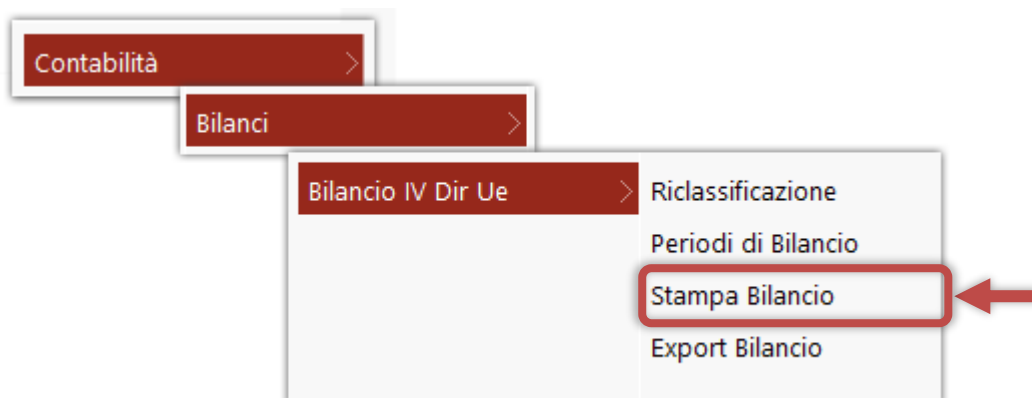 Contabilità
Bilanci
Bilancio IV Dir Ue
Riclassificazione
Periodi di Bilancio
Stampa Bilancio
Export Bilancio